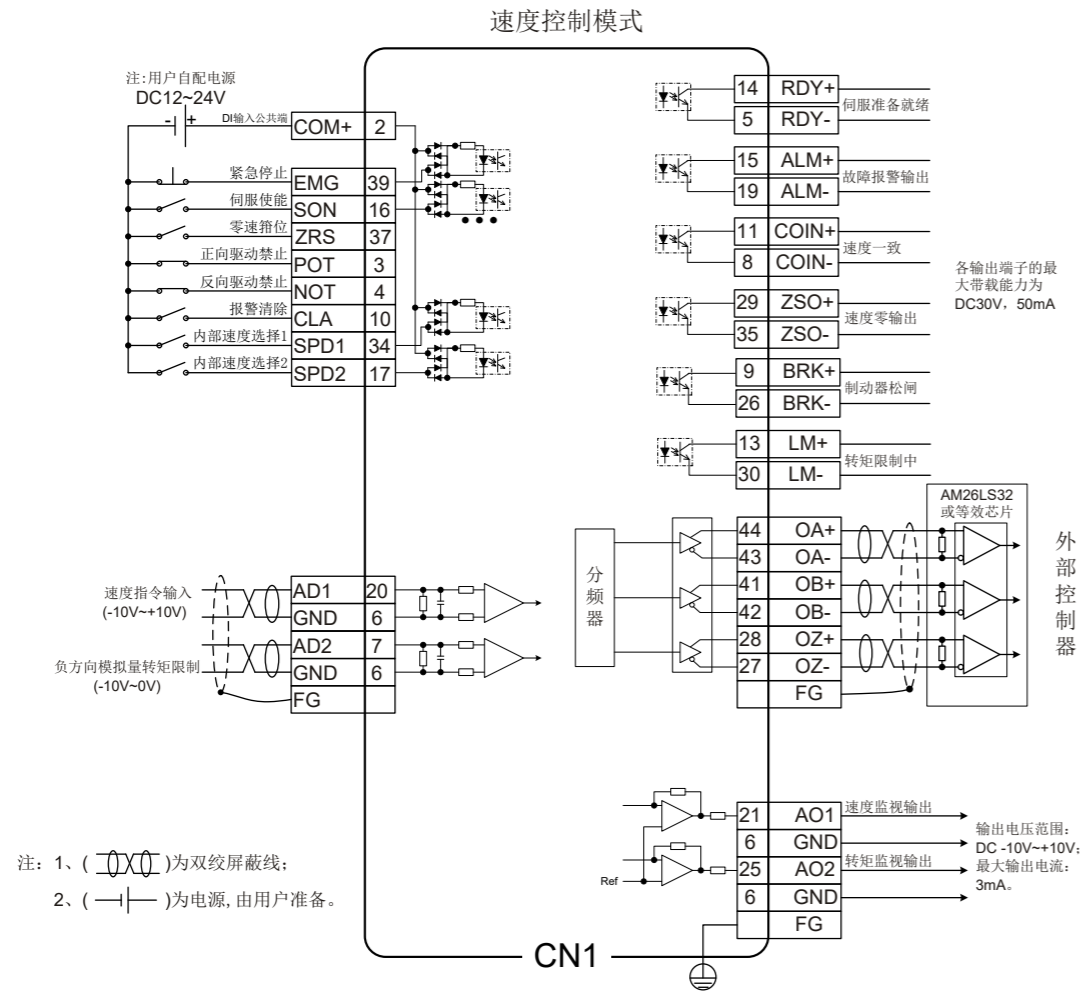 速度控制模式
注:用户自配电源
DC12~24V
- +
DI输入公共端
COM+ 2
紧急停止
EMG 39
伺服使能
SON 16
零速箝位
ZRS 37
正向驱动禁止
POT 3
反向驱动禁止
NOT 4
报警清除
CLA 10
内部速度选择1
SPD1 34
内部速度选择2
SPD2 17
14 RDY+
伺服准备就绪
5 RDY-
15 ALM+
故障报警输出
19 ALM-
11 COIN+
速度一致
8 COIN-
29 ZSO+
速度零输出
35 ZSO-
9 BRK+
制动器松闸
26 BRK-
13 LM+
转矩限制中
30 LM-
各输出端子的最
大带载能力为
DC30V，50mA
速度指令输入
(-10V~+10V)
AD1 20
GND 6
AD2 7
负方向模拟量转矩限制
(-10V~0V)
GND 6
FG
分频器
44 OA+
43 OA-
41 OB+
42 OB-
28 OZ+
27 OZ-
FG
AM26LS32
或等效芯片
外部控制器
Ref
21 AO1
速度监视输出
6 GND
25 AO2
转矩监视输出
6 GND
FG
输出电压范围：
DC -10V~+10V；
最大输出电流：
3mA。
注：1、( )为双绞屏蔽线；
2、( )为电源, 由用户准备。
CN1